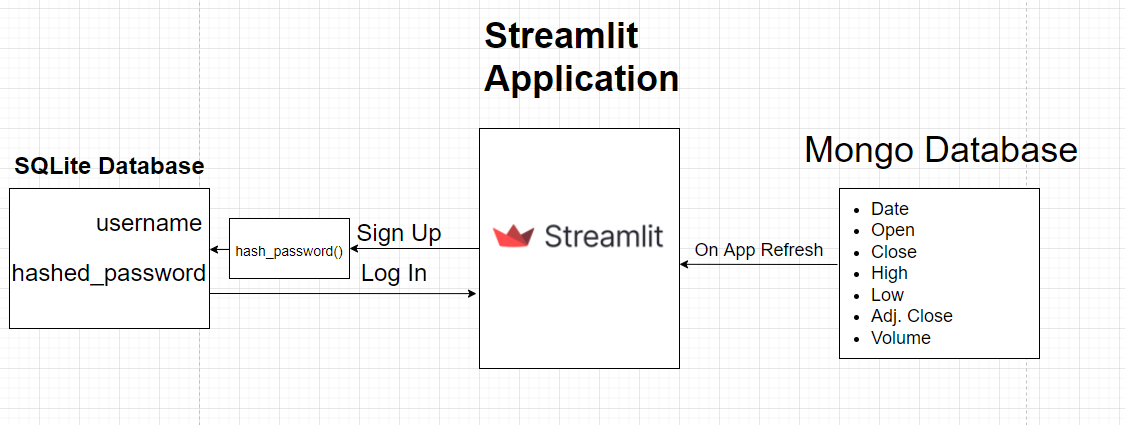 Streamlit
Application
SQLite Database
username
hashed_password
hash_password()
Sign Up
Log In
Streamlit
On App Refresh
Mongo Database
Date
Open
Close
High
Low
Adj. Close
Volume